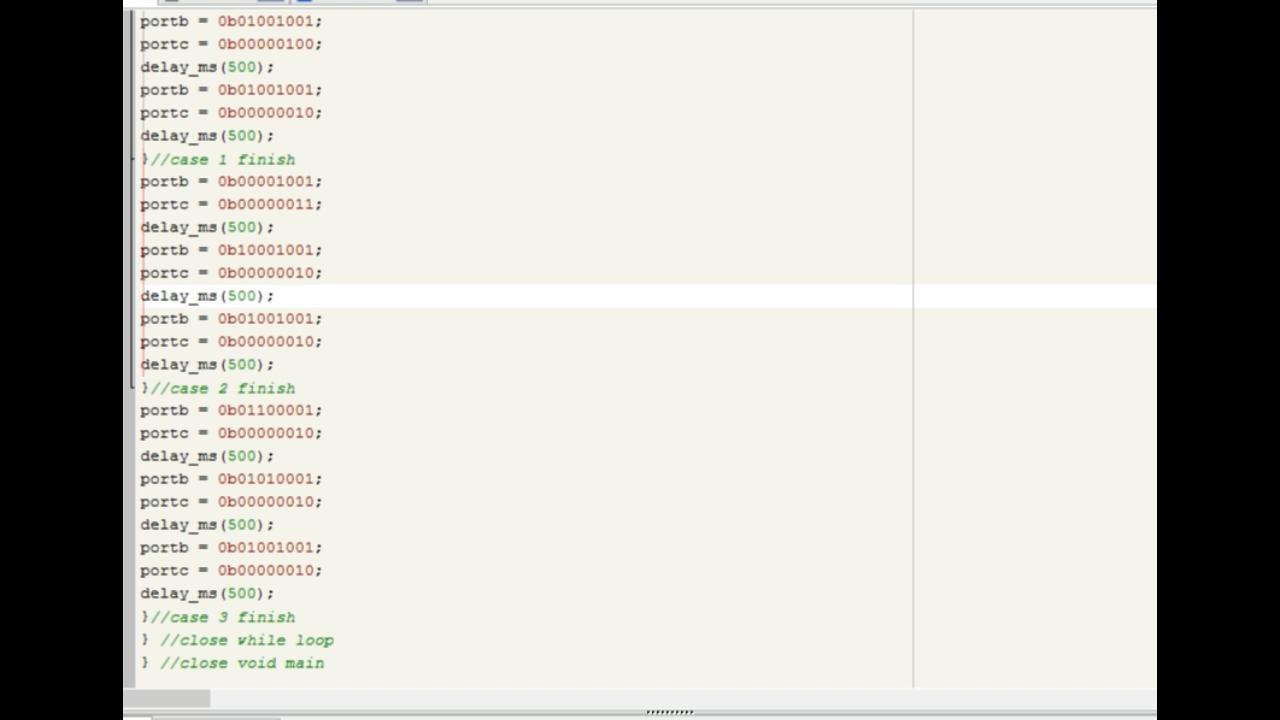 portb = 0b01001001;
portc = 0b00000100;
delay_ms(500);
portb = 0b01001001;
portc = 0b00000010;
delay_ms(500);
}//case 1 finish
portb = 0b00001001;
portc = 0b00000011;
delay_ms(500);
portb = 0b10001001;
portc = 0b00000010;
delay_ms(500);
portb = 0b01001001;
portc = 0b00000010;
delay_ms(500);
}//case 2 finish
portb = 0b01100001;
portc = 0b00000010;
delay_ms(500);
portb = 0b01010001;
portc = 0b00000010;
delay_ms(500);
portb = 0b01001001;
portc = 0b00000010;
delay_ms(500);
}//case 3 finish
} //close while loop
} //close void main